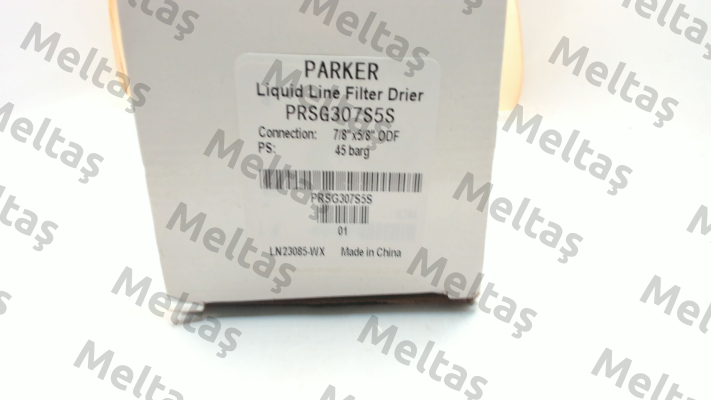 PARKER
Liquid Line Filter Drier
PRSG307S5S
Connection: 7/8"x5/8" ODF
PS: 45 barg
PRSG307S5S
01
LN23085-WX Made in China
Meltaş